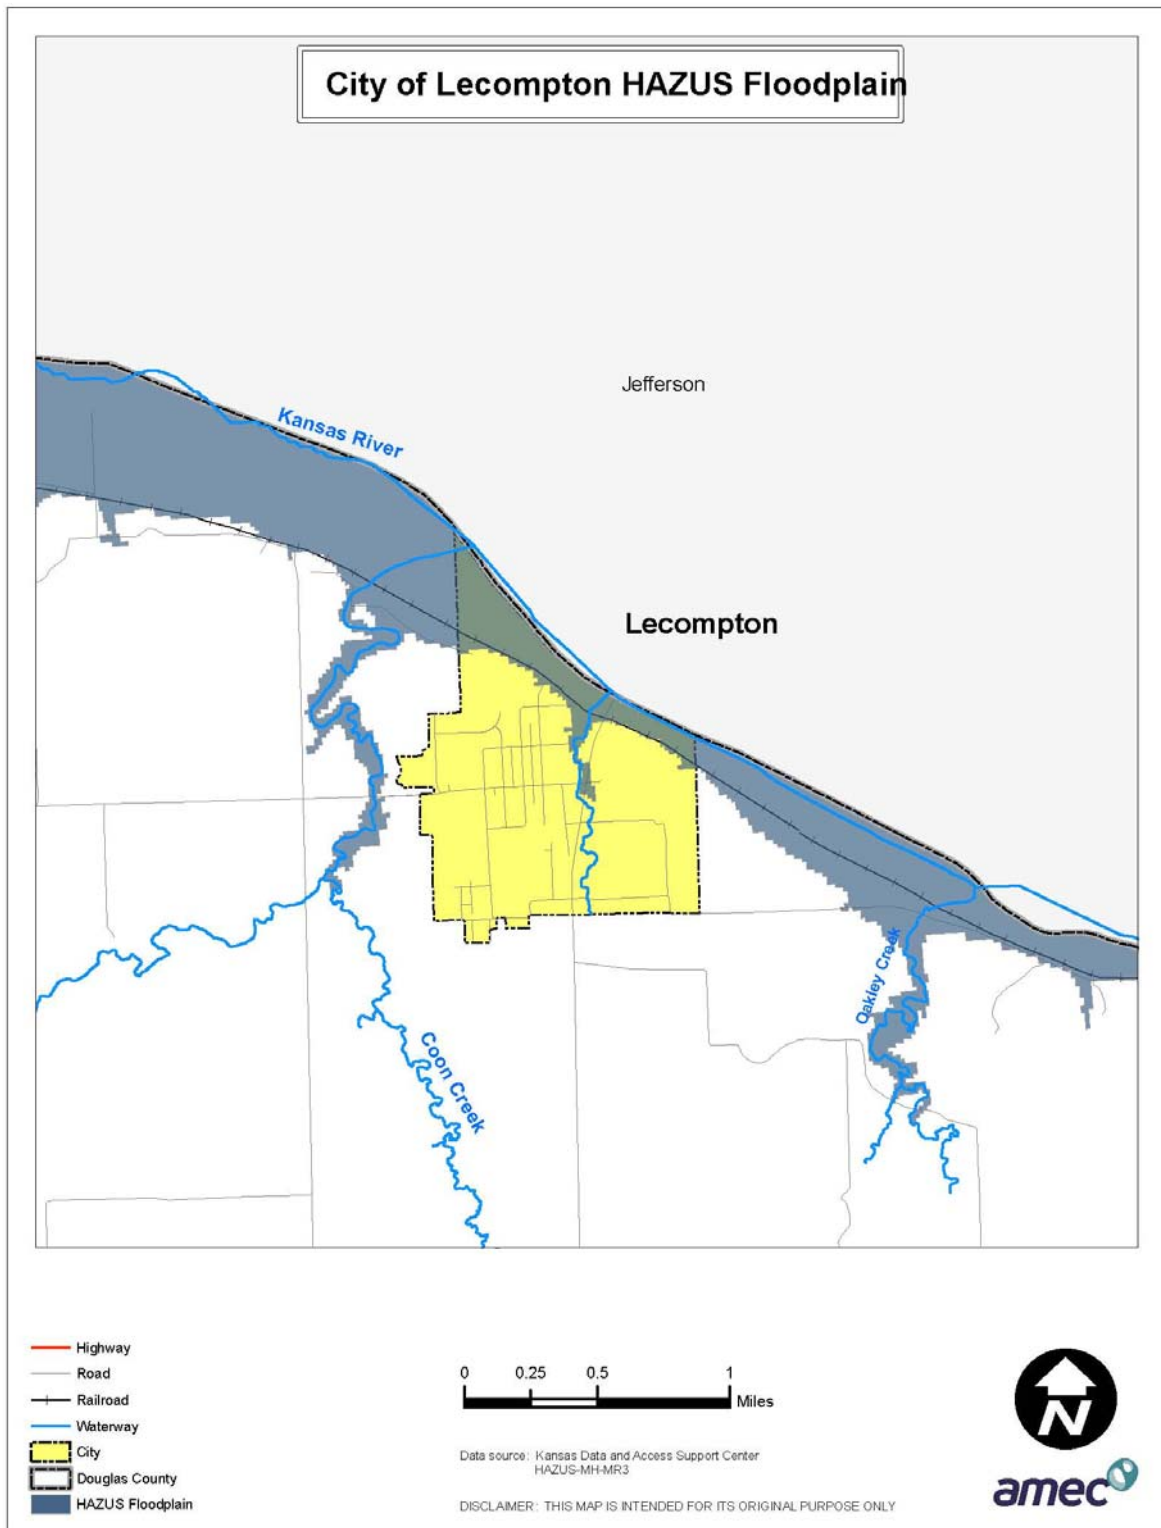 City of Lecompton HAZUS Floodplain
Jefferson
Kansas River
Lecompton
Oakley Creek
Coon Creek
Highway
Road
Railroad
Waterway
City
Douglas County
HAZUS Floodplain
0 0.25 0.5 1
Miles
Data source: Kansas Data and Access Support Center
HAZUS-MH-MR3
DISCLAIMER: THIS MAP IS INTENDED FOR ITS ORIGINAL PURPOSE ONLY
N
amec